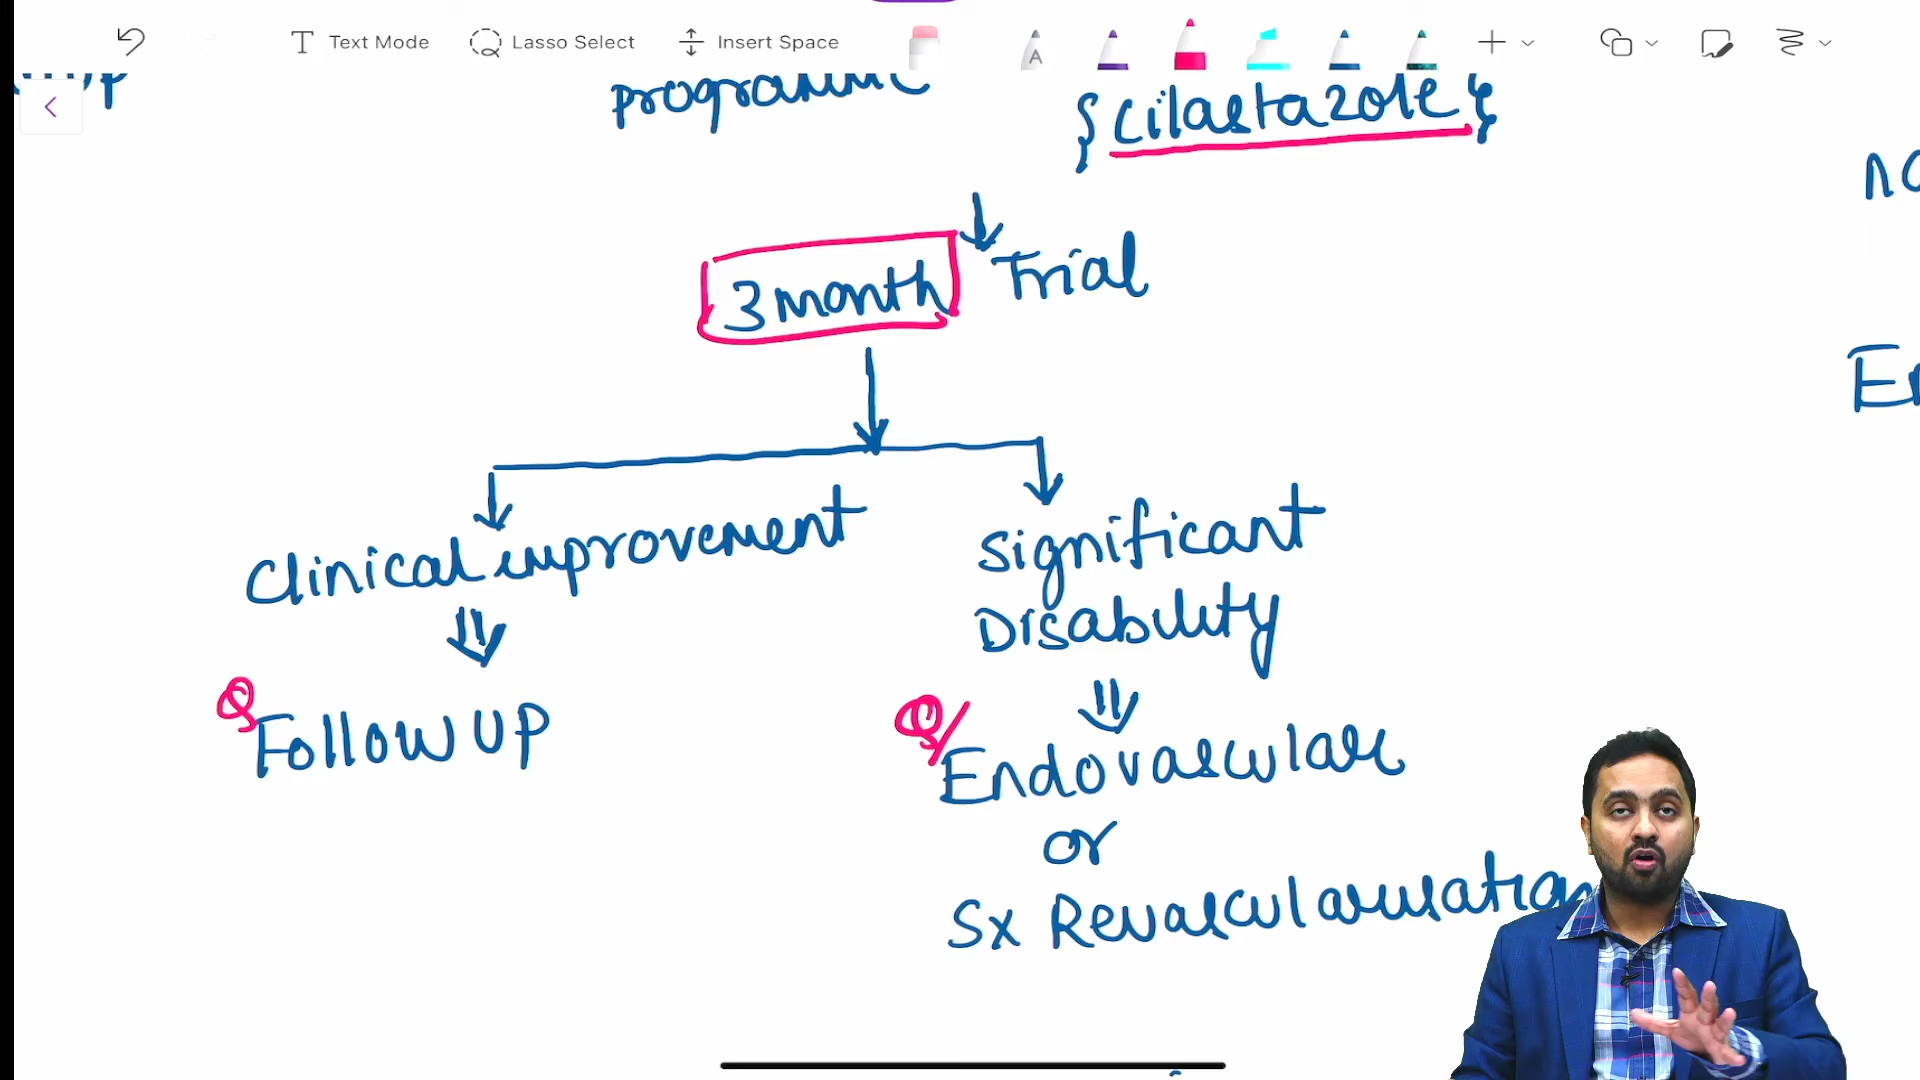 Text Mode Lasso Select Insert Space
programme
{ Cilastazole }
3 month Trial
Clinical improvement
Significant
Disability
Q Follow UP
Q Endovascular
or
Sx Revascularisation